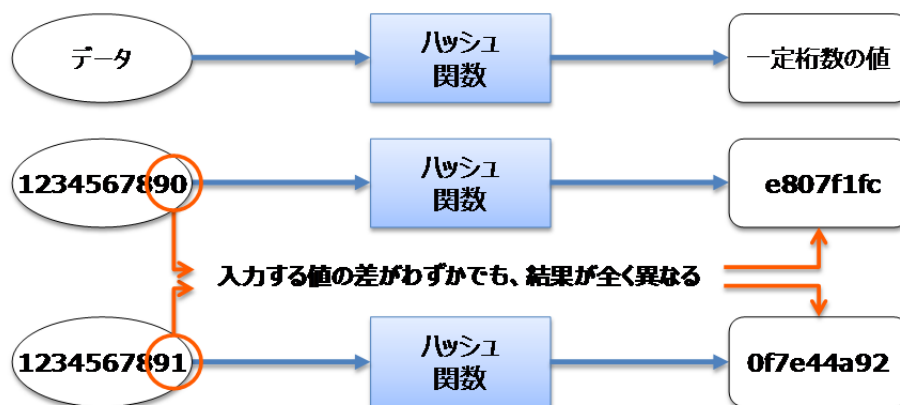 データ
ハッシュ
関数
一定桁数の値
1234567890
ハッシュ
関数
e807f1fc
入力する値の差がわずかでも、結果が全く異なる
1234567891
ハッシュ
関数
0f7e44a92